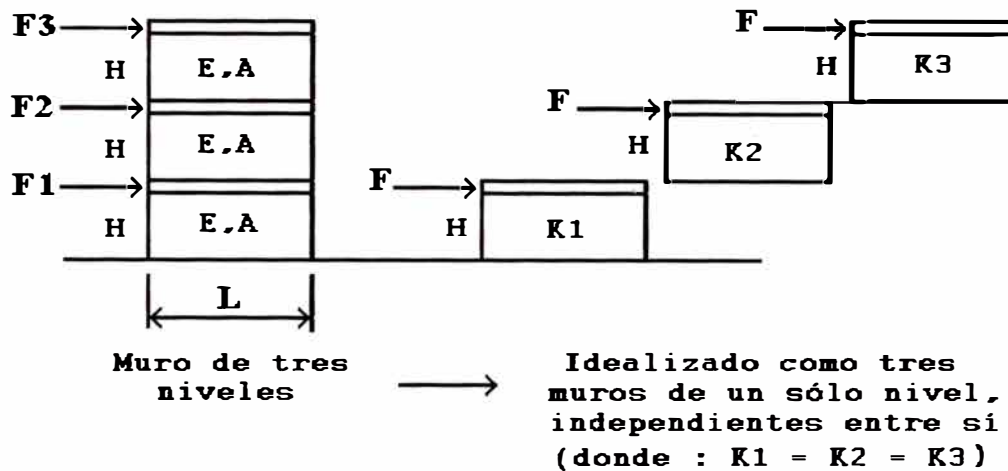 F3
H
E,A
F2
H
E,A
F1
H
E,A
L
F
H
K1
F
H
K2
F
H
K3
Muro de tres
niveles
Idealizado como tres
muros de un sólo nivel,
independientes entre sí
(donde : K1 = K2 = K3)